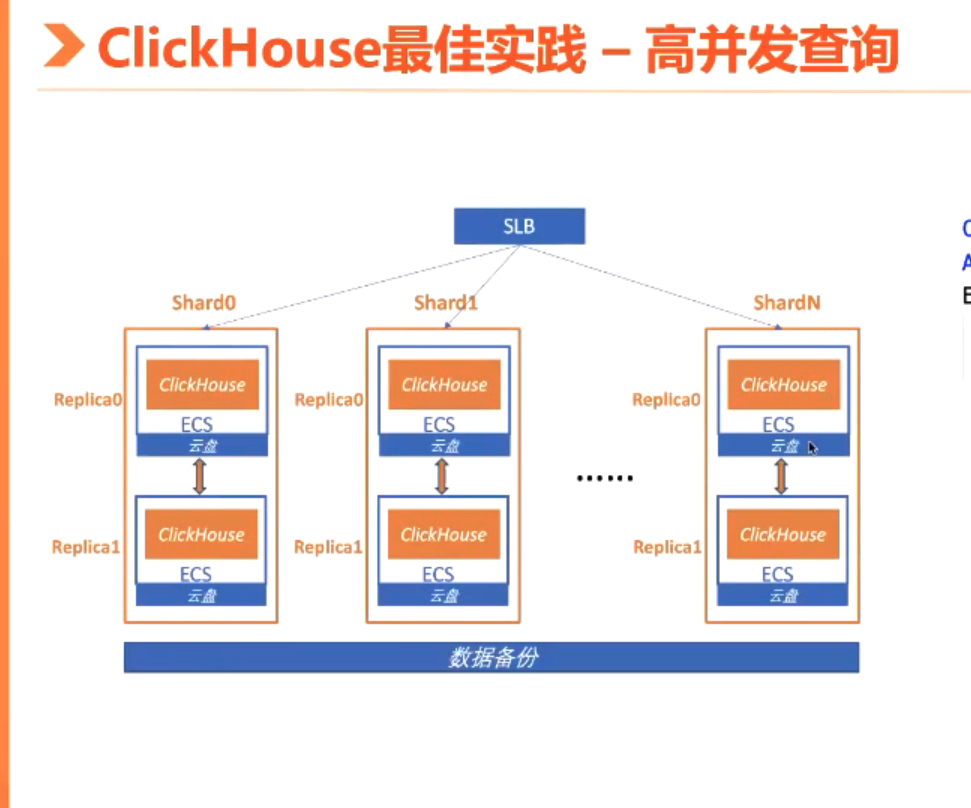 ClickHouse最佳实践 – 高并发查询
SLB
Shard0
Shard1
ShardN
Replica0
ClickHouse
ECS
云盘
Replica0
ClickHouse
ECS
云盘
......
Replica0
ClickHouse
ECS
云盘
Replica1
ClickHouse
ECS
云盘
Replica1
ClickHouse
ECS
云盘
Replica1
ClickHouse
ECS
云盘
数据备份